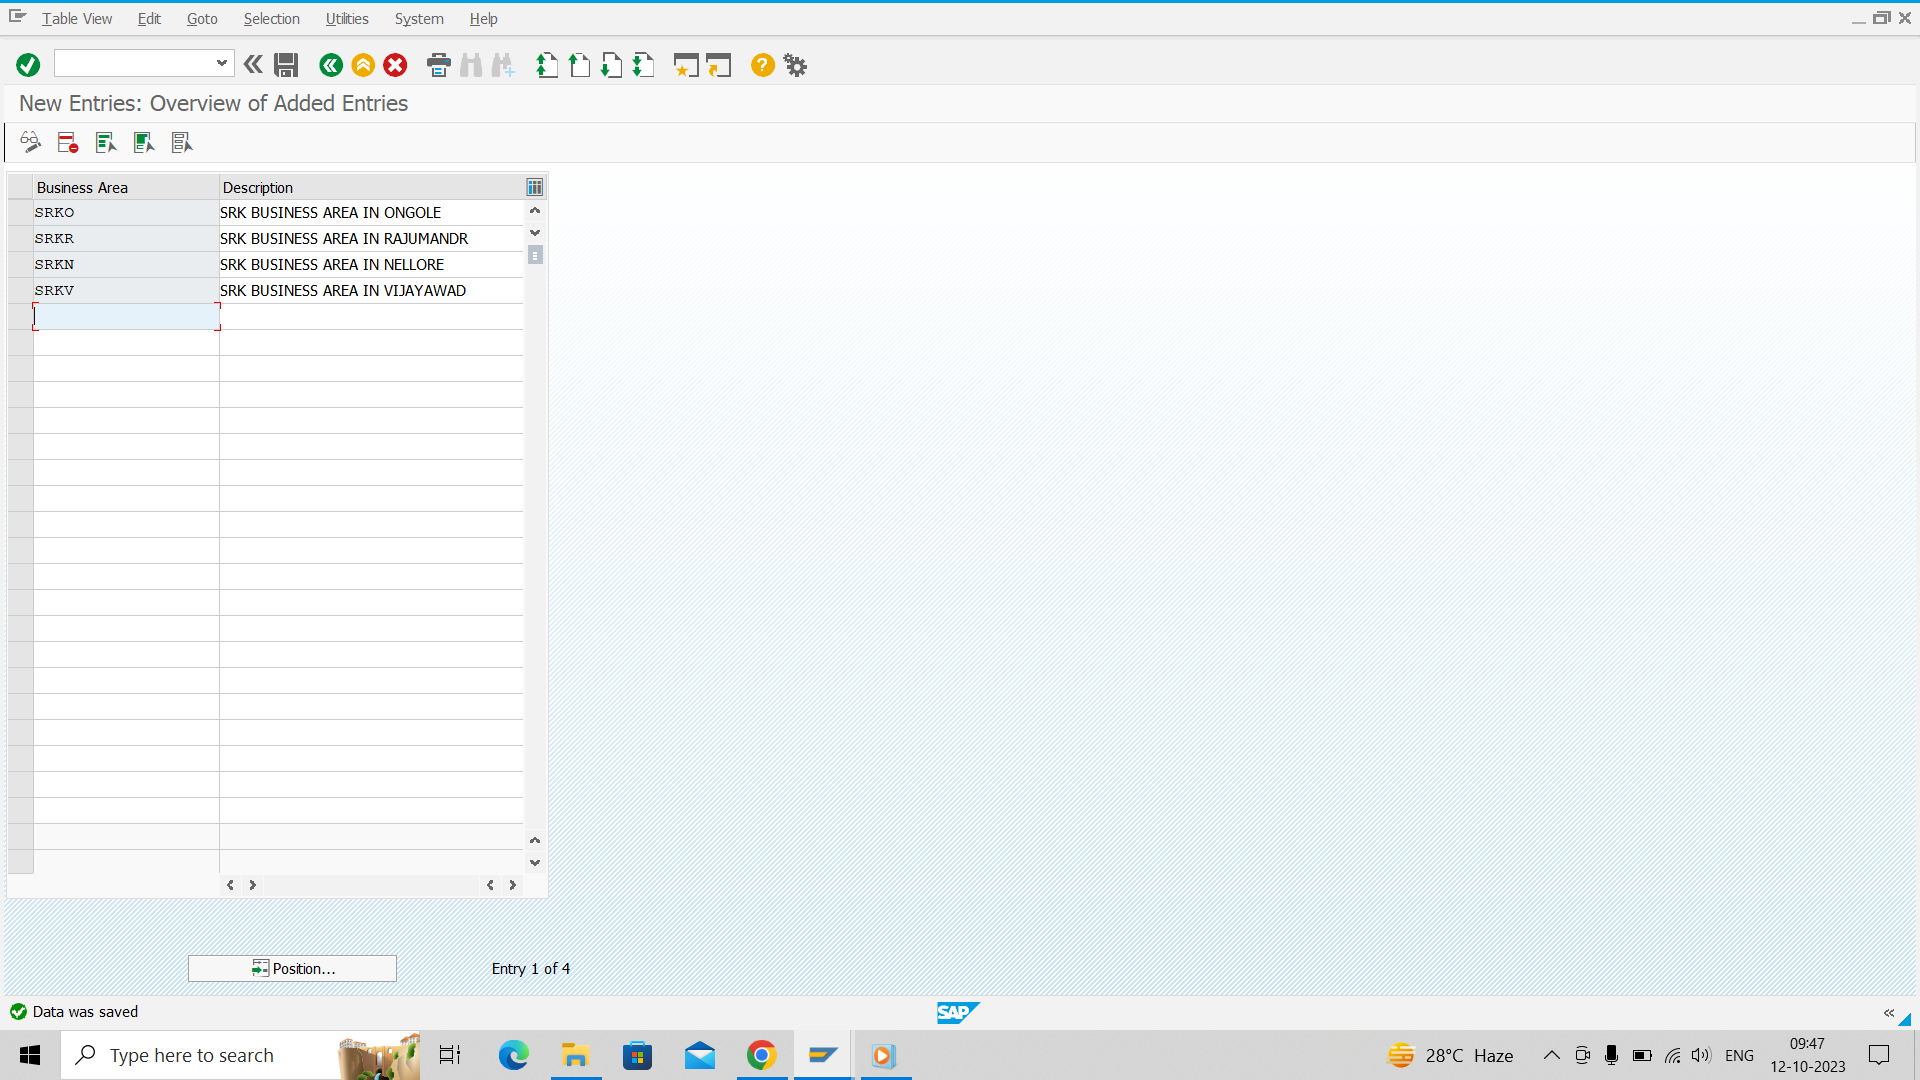 Table View Edit Goto Selection Utilities System Help
New Entries: Overview of Added Entries
Business Area Description
SRKO SRK BUSINESS AREA IN ONGOLE
SRKR SRK BUSINESS AREA IN RAJUMANDR
SRKN SRK BUSINESS AREA IN NELLORE
SRKV SRK BUSINESS AREA IN VIJAYAWAD
Position... Entry 1 of 4
Data was saved SAP
Type here to search 28°C Haze ENG 09:47
12-10-2023